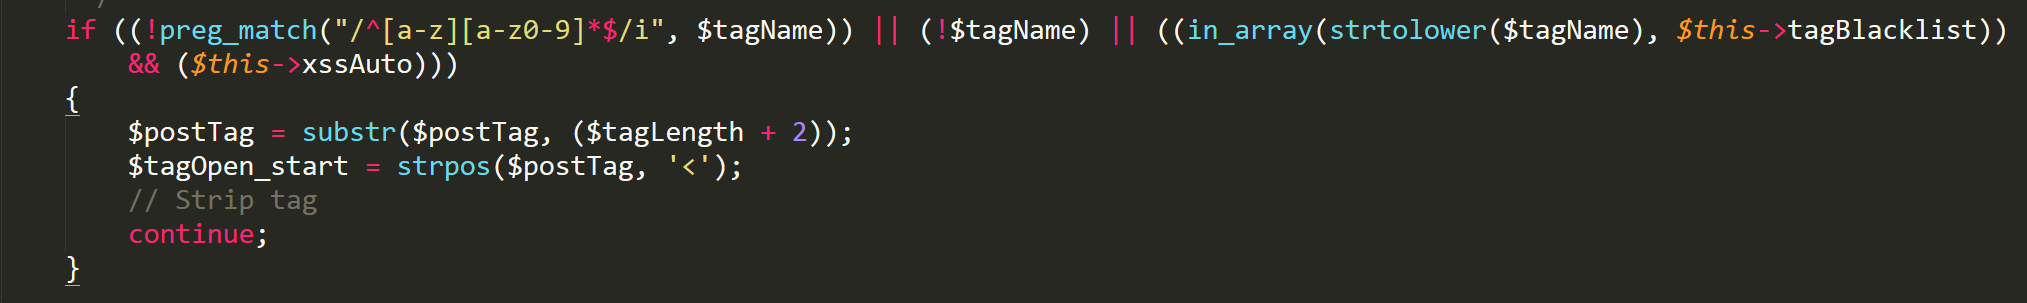 if ((!preg_match("/^[a-z][a-z0-9]*$/i", $tagName)) || (!$tagName) || ((in_array(strtolower($tagName), $this->tagBlacklist))
&& ($this->xssAuto)))
{
$postTag = substr($postTag, ($tagLength + 2));
$tagOpen_start = strpos($postTag, '<');
// Strip tag
continue;
}